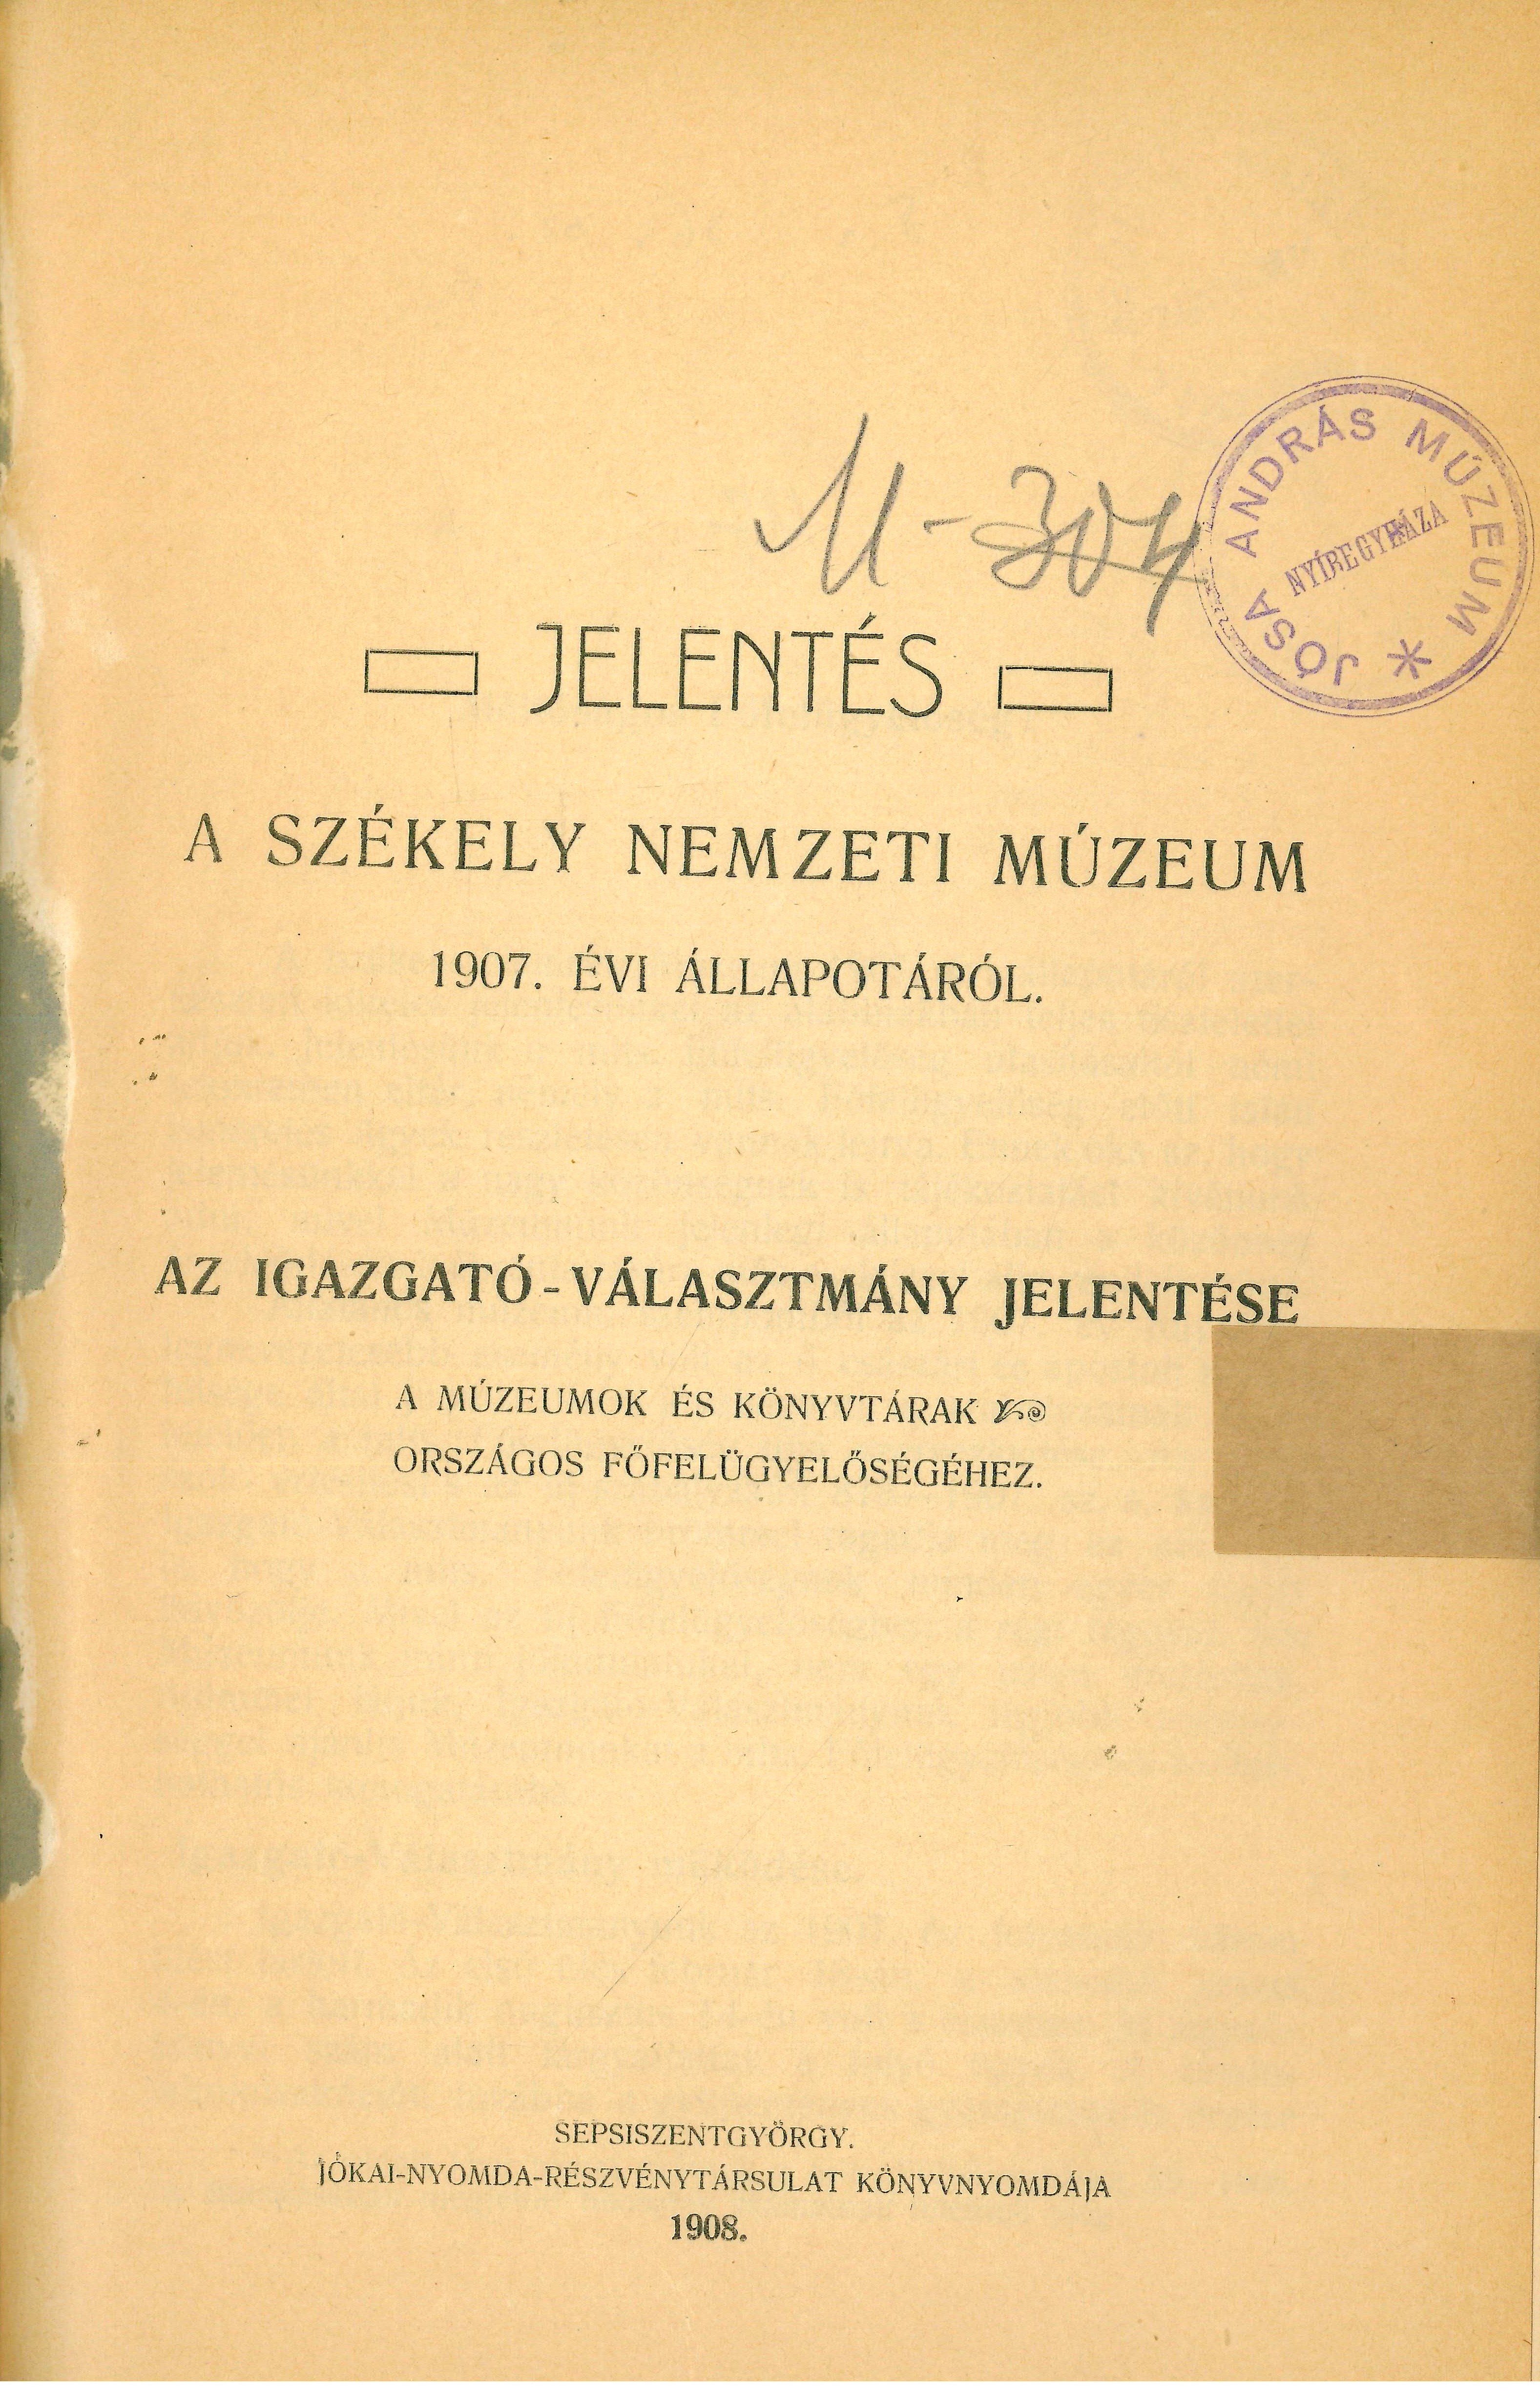 M-304
JÓSA ANDRÁS MÚZEUM *
NYÍREGYHÁZA
JELENTÉS
A SZÉKELY NEMZETI MÚZEUM
1907. ÉVI ÁLLAPOTÁRÓL.
AZ IGAZGATÓ-VÁLASZTMÁNY JELENTÉSE
A MÚZEUMOK ÉS KÖNYVTÁRAK
ORSZÁGOS FŐFELÜGYELŐSÉGÉHEZ.
SEPSISZENTGYÖRGY.
JÓKAI-NYOMDA-RÉSZVÉNYTÁRSULAT KÖNYVNYOMDÁJA
1908.